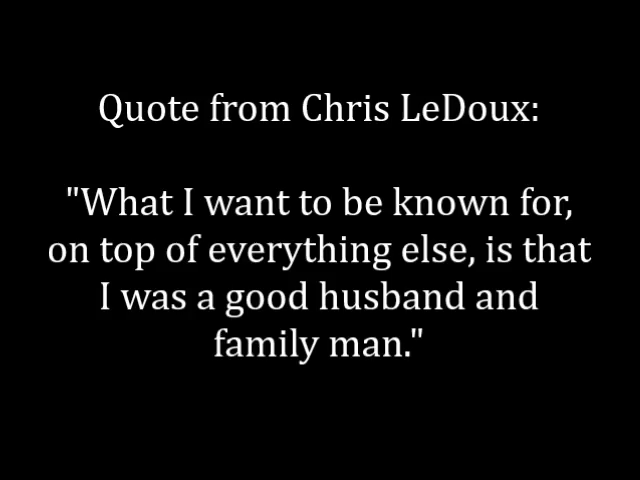 Quote from Chris LeDoux:
"What I want to be known for,
on top of everything else, is that
I was a good husband and
family man."